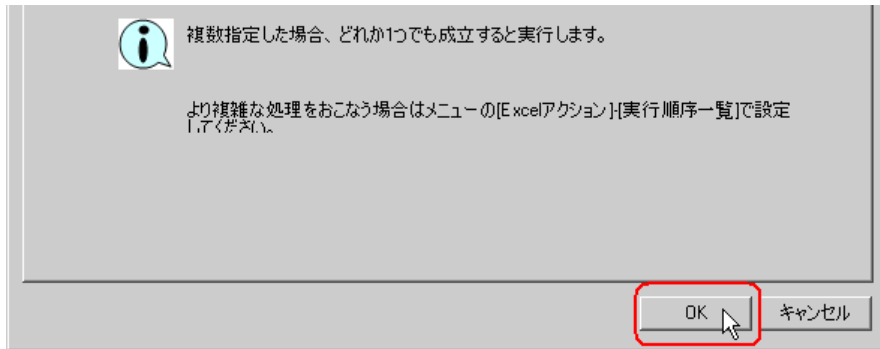 複数指定した場合、どれか1つでも成立すると実行します。
より複雑な処理をおこなう場合はメニューの[Excelアクション]-[実行順序一覧]で設定
してください。
OK
キャンセル